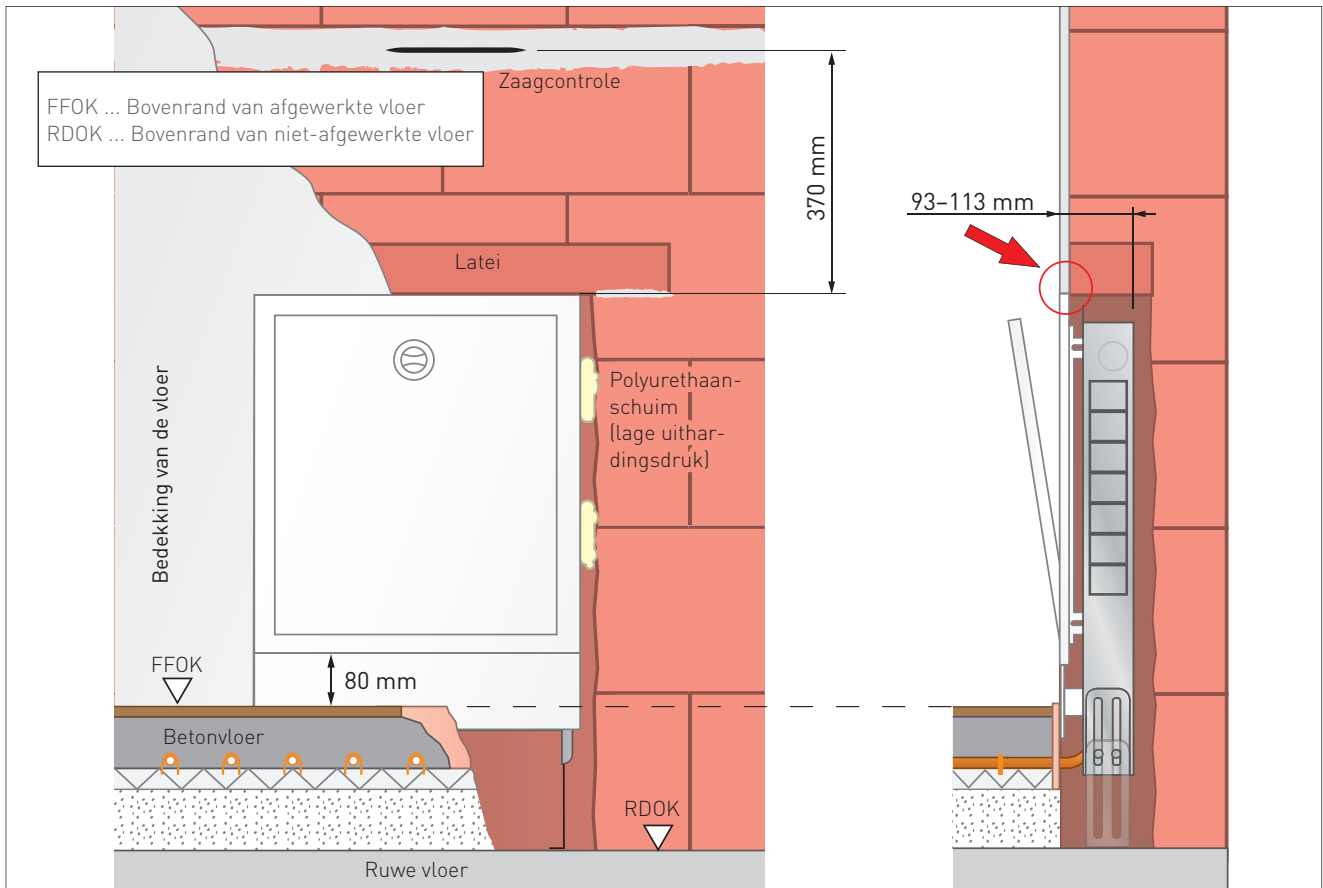 Zaagcontrole
FFOK ... Bovenrand van afgewerkte vloer
RDOK ... Bovenrand van niet-afgewerkte vloer
370 mm
93–113 mm
Latei
Bedekking van de vloer
Polyurethaan-
schuim
(lage uithar-
dingsdruk)
FFOK
80 mm
Betonvloer
RDOK
Ruwe vloer